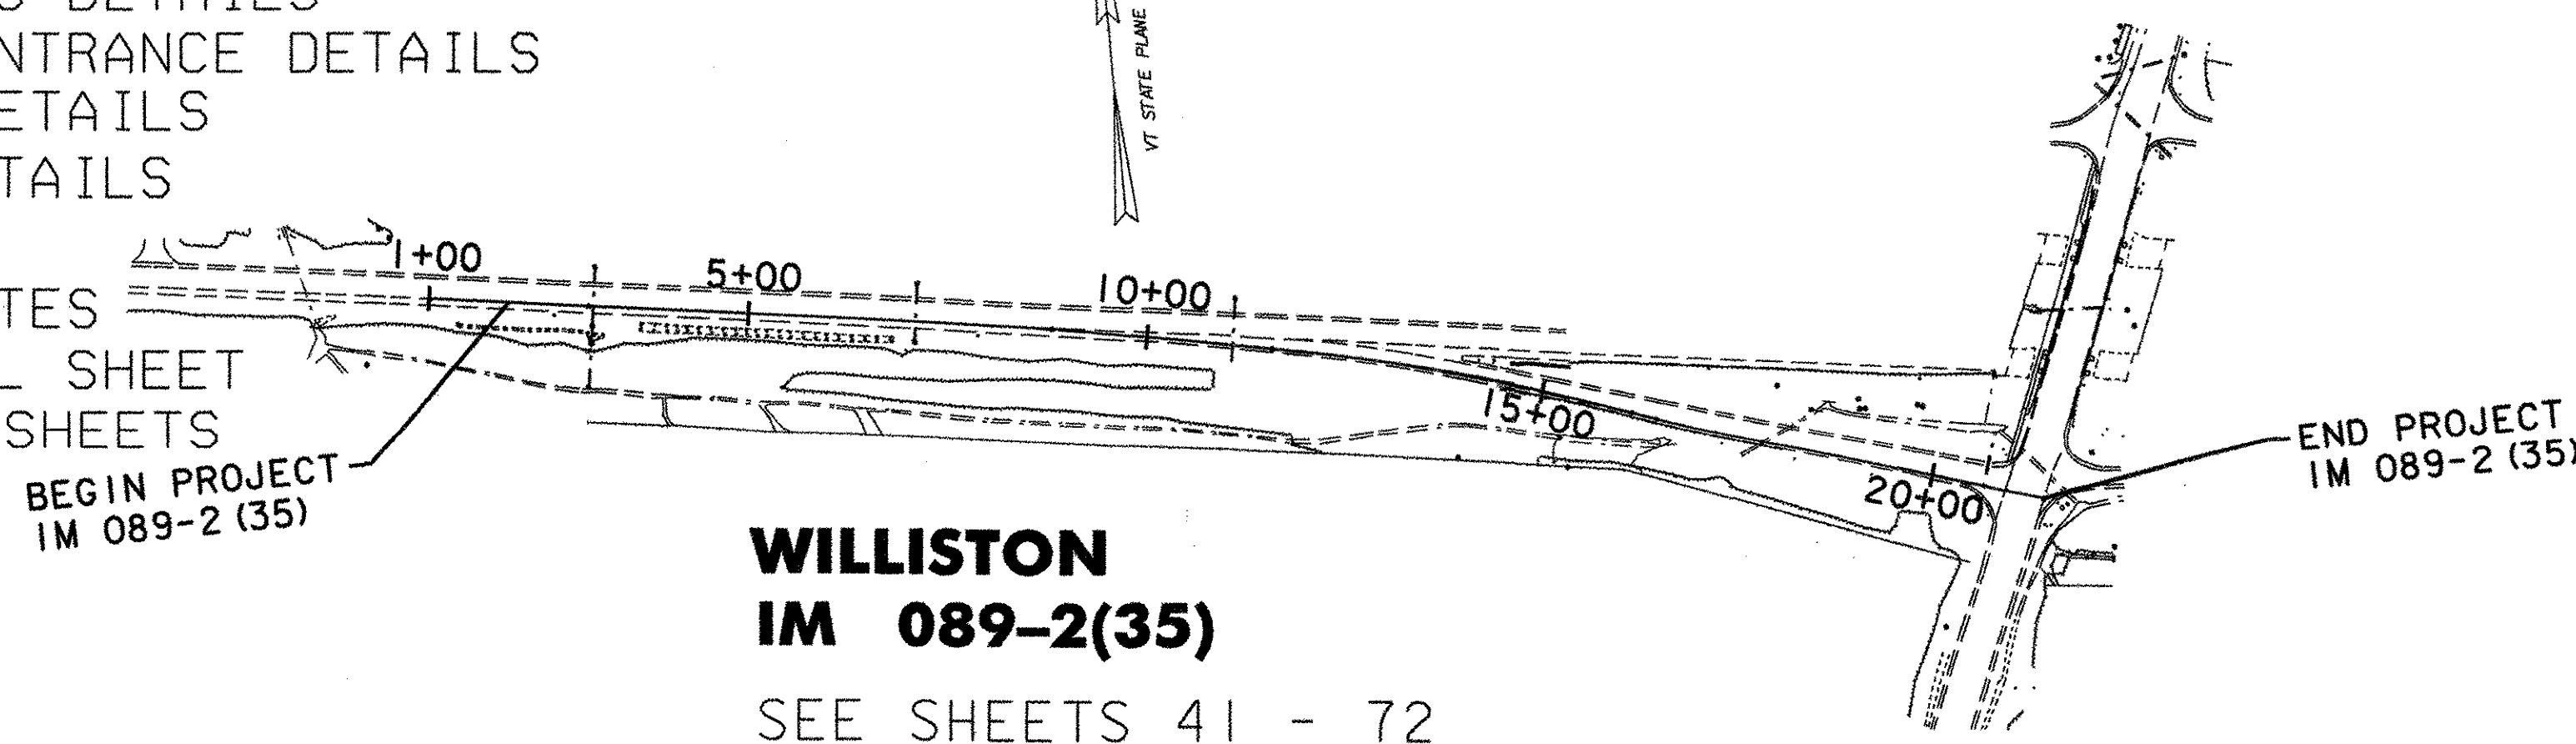 DETAILS
NTRANCE DETAILS
ETAILS
TAILS
TES
L SHEET
SHEETS
VT STATE PLANE
1+00
5+00
10+00
15+00
20+00
BEGIN PROJECT
IM 089-2 (35)
END PROJECT
IM 089-2 (35)
WILLISTON
IM 089-2(35)
SEE SHEETS 41 - 72